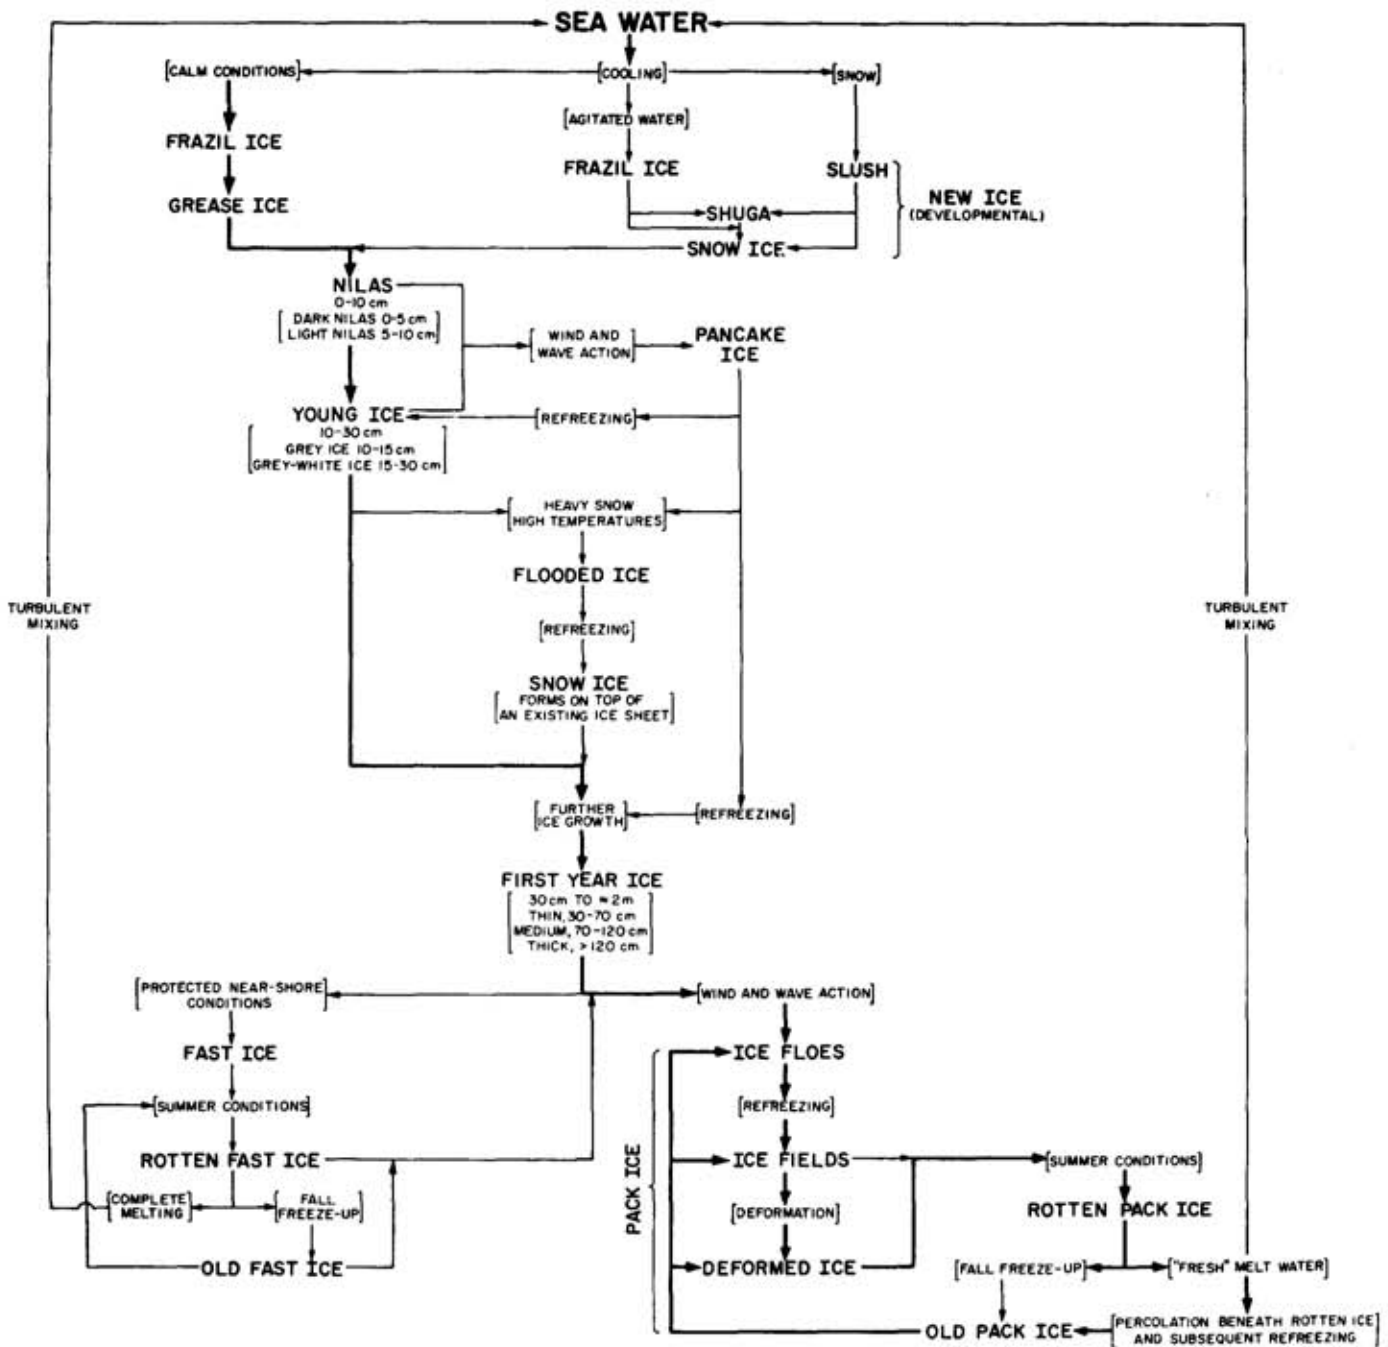 SEA WATER
[CALM CONDITIONS]
[COOLING]
[SNOW]
[AGITATED WATER]
FRAZIL ICE
FRAZIL ICE
SLUSH
GREASE ICE
SHUGA
NEW ICE
(DEVELOPMENTAL)
SNOW ICE
NILAS
0-10 cm
[DARK NILAS 0-5 cm
LIGHT NILAS 5-10 cm]
[WIND AND
WAVE ACTION]
PANCAKE
ICE
YOUNG ICE
10-30 cm
GREY ICE 10-15 cm
GREY-WHITE ICE 15-30 cm
[REFREEZING]
[HEAVY SNOW
HIGH TEMPERATURES]
FLOODED ICE
[REFREEZING]
SNOW ICE
[FORMS ON TOP OF
AN EXISTING ICE SHEET]
TURBULENT
MIXING
TURBULENT
MIXING
[FURTHER
ICE GROWTH]
[REFREEZING]
FIRST YEAR ICE
[30 cm TO ≈ 2 m
THIN, 30-70 cm
MEDIUM, 70-120 cm
THICK, > 120 cm]
[PROTECTED NEAR-SHORE
CONDITIONS]
[WIND AND WAVE ACTION]
FAST ICE
[SUMMER CONDITIONS]
ROTTEN FAST ICE
[COMPLETE
MELTING]
[FALL
FREEZE-UP]
OLD FAST ICE
PACK ICE
ICE FLOES
[REFREEZING]
ICE FIELDS
[DEFORMATION]
DEFORMED ICE
[SUMMER CONDITIONS]
ROTTEN PACK ICE
[FALL FREEZE-UP]
["FRESH" MELT WATER]
OLD PACK ICE
[PERCOLATION BENEATH ROTTEN ICE
AND SUBSEQUENT REFREEZING]